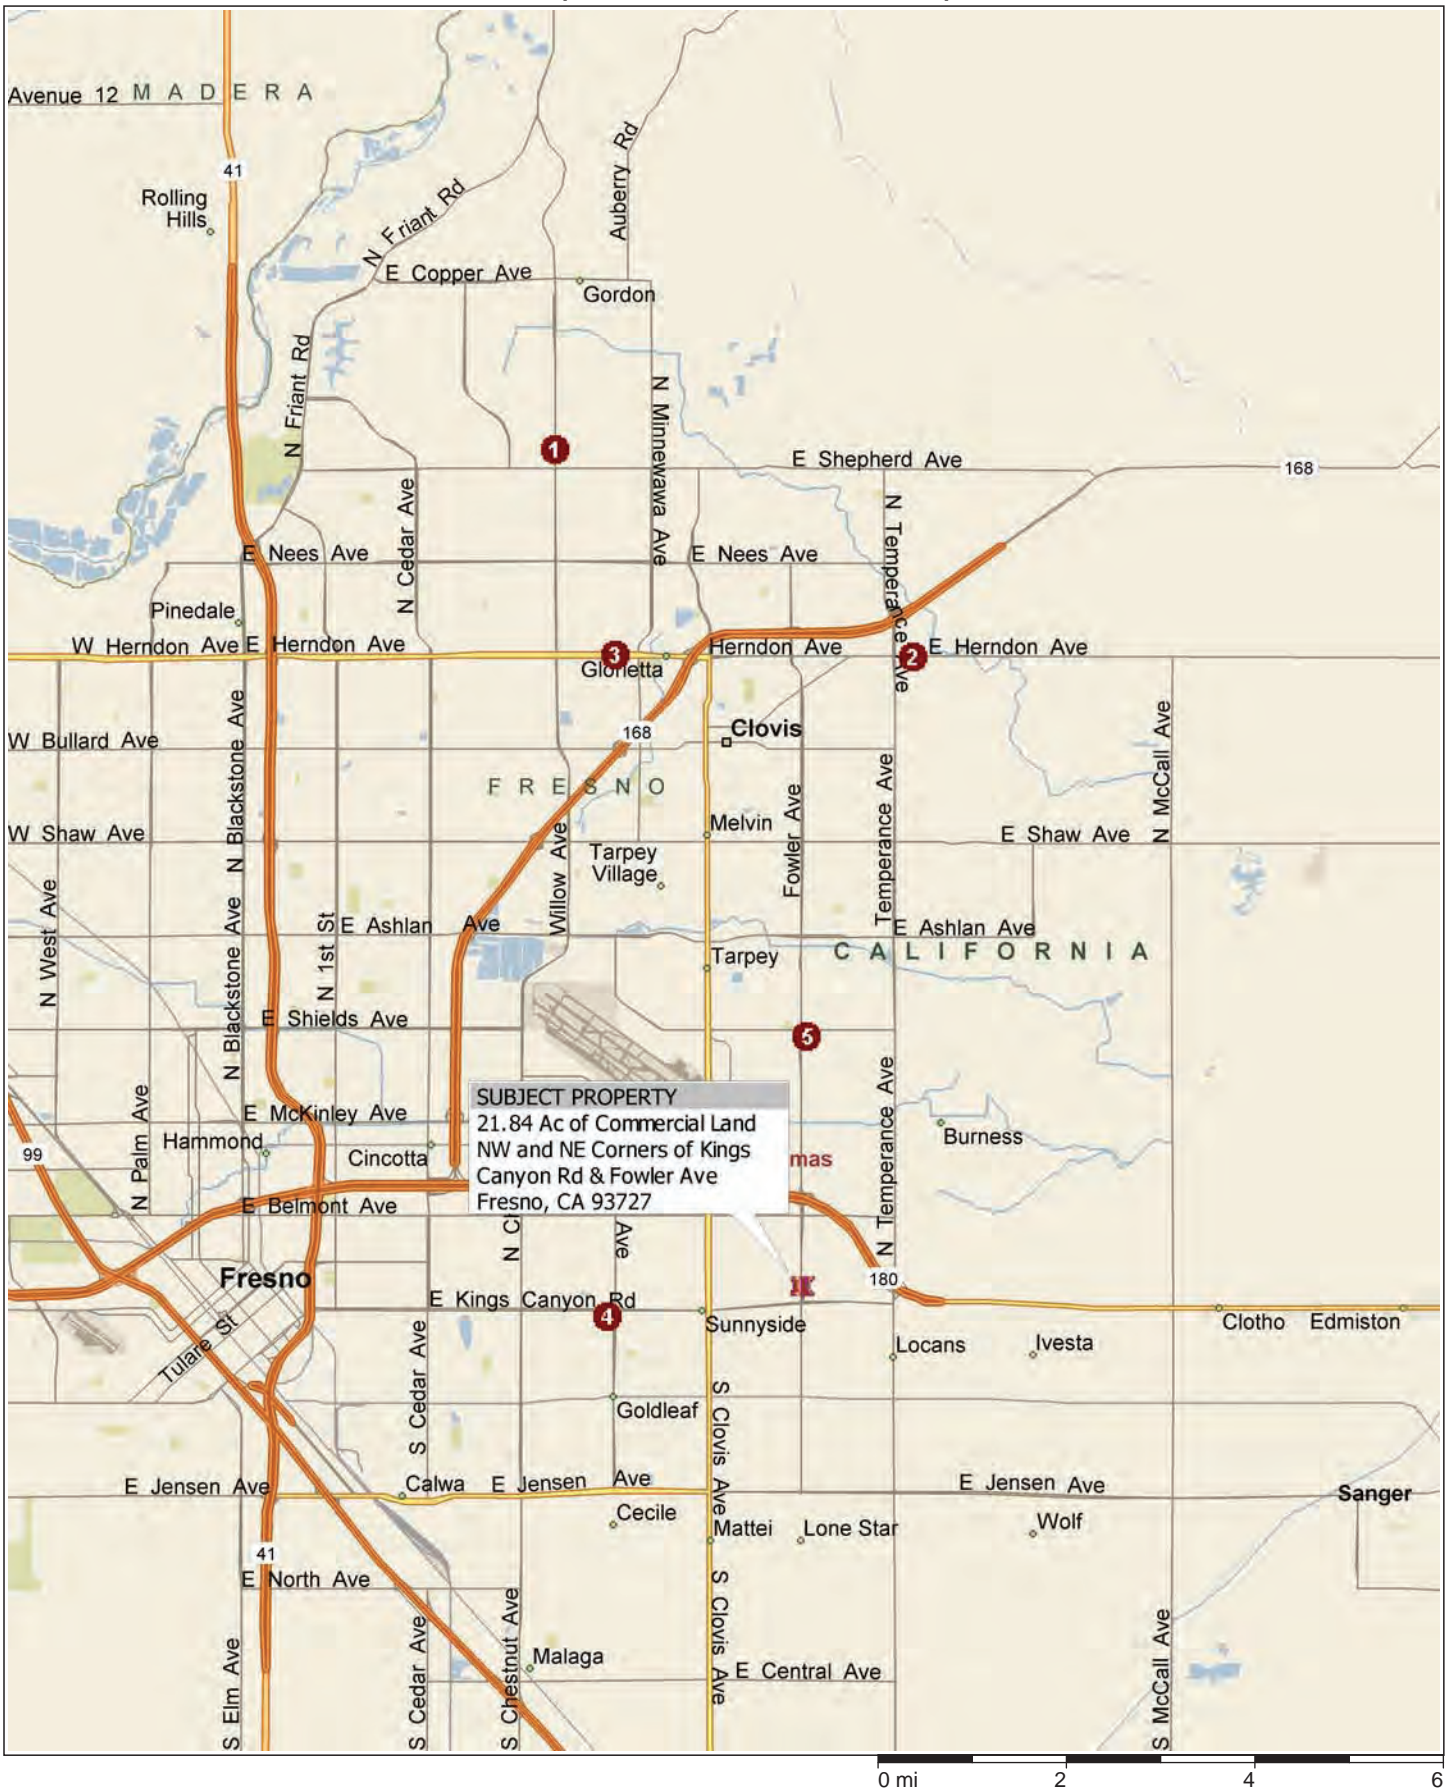 Avenue 12
M A D E R A
41
Rolling
Hills
N Friant Rd
Auberry Rd
E Copper Ave
Gordon
N Friant Rd
N Minnewawa Ave
1
E Shepherd Ave
168
N Cedar Ave
N Temperance Ave
E Nees Ave
E Nees Ave
Pinedale
W Herndon Ave
E Herndon Ave
3
Herndon Ave
2
E Herndon Ave
Glorietta
N Blackstone Ave
168
Clovis
W Bullard Ave
N McCall Ave
F R E S N O
Fowler Ave
Temperance Ave
W Shaw Ave
Melvin
E Shaw Ave
Willow Ave
Tarpey
Village
N West Ave
N Blackstone Ave
N 1st St
E Ashlan Ave
E Ashlan Ave
C A L I F O R N I A
Tarpey
E Shields Ave
5
N Palm Ave
N Temperance Ave
SUBJECT PROPERTY
21.84 Ac of Commercial Land
NW and NE Corners of Kings
Canyon Rd & Fowler Ave
Fresno, CA 93727
E McKinley Ave
Hammond
Cincotta
99
Burness
mas
E Belmont Ave
N Ch
Ave
Fresno
180
E Kings Canyon Rd
4
Sunnyside
Clotho
Edmiston
Tulare St
S Cedar Ave
Locans
Ivesta
Goldleaf
S Clovis Ave
E Jensen Ave
Calwa
E Jensen Ave
E Jensen Ave
Sanger
Cecile
Mattei
Lone Star
Wolf
41
E North Ave
S Clovis Ave
S Elm Ave
S Cedar Ave
S Chestnut Ave
Malaga
E Central Ave
S McCall Ave
0 mi 2 4 6